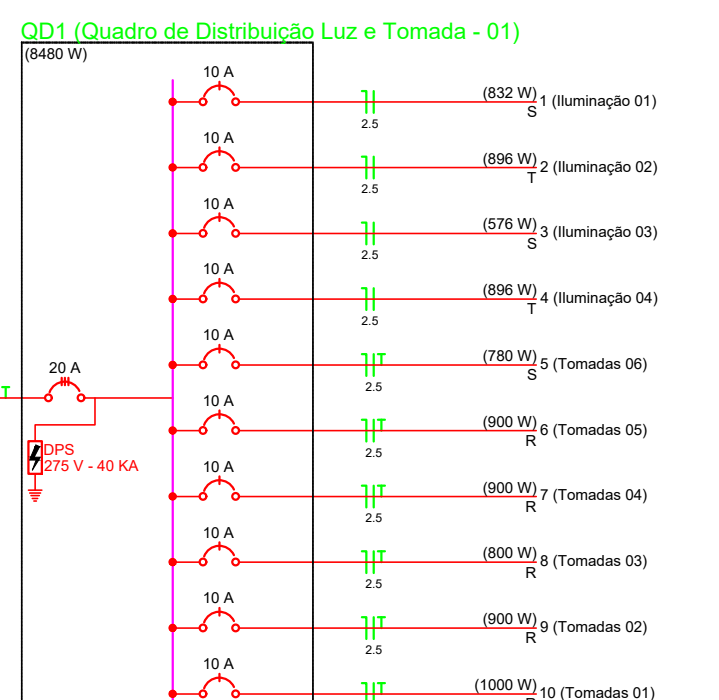 QD1 (Quadro de Distribuição Luz e Tomada - 01)
(8480 W)
10 A
2.5
(832 W)
S
1 (Iluminação 01)
10 A
2.5
(896 W)
T
2 (Iluminação 02)
10 A
2.5
(576 W)
S
3 (Iluminação 03)
10 A
2.5
(896 W)
T
4 (Iluminação 04)
10 A
2.5
(780 W)
S
5 (Tomadas 06)
20 A
T
DPS
275 V - 40 KA
10 A
2.5
(900 W)
R
6 (Tomadas 05)
10 A
2.5
(900 W)
R
7 (Tomadas 04)
10 A
2.5
(800 W)
R
8 (Tomadas 03)
10 A
2.5
(900 W)
R
9 (Tomadas 02)
10 A
(1000 W)
10 (Tomadas 01)